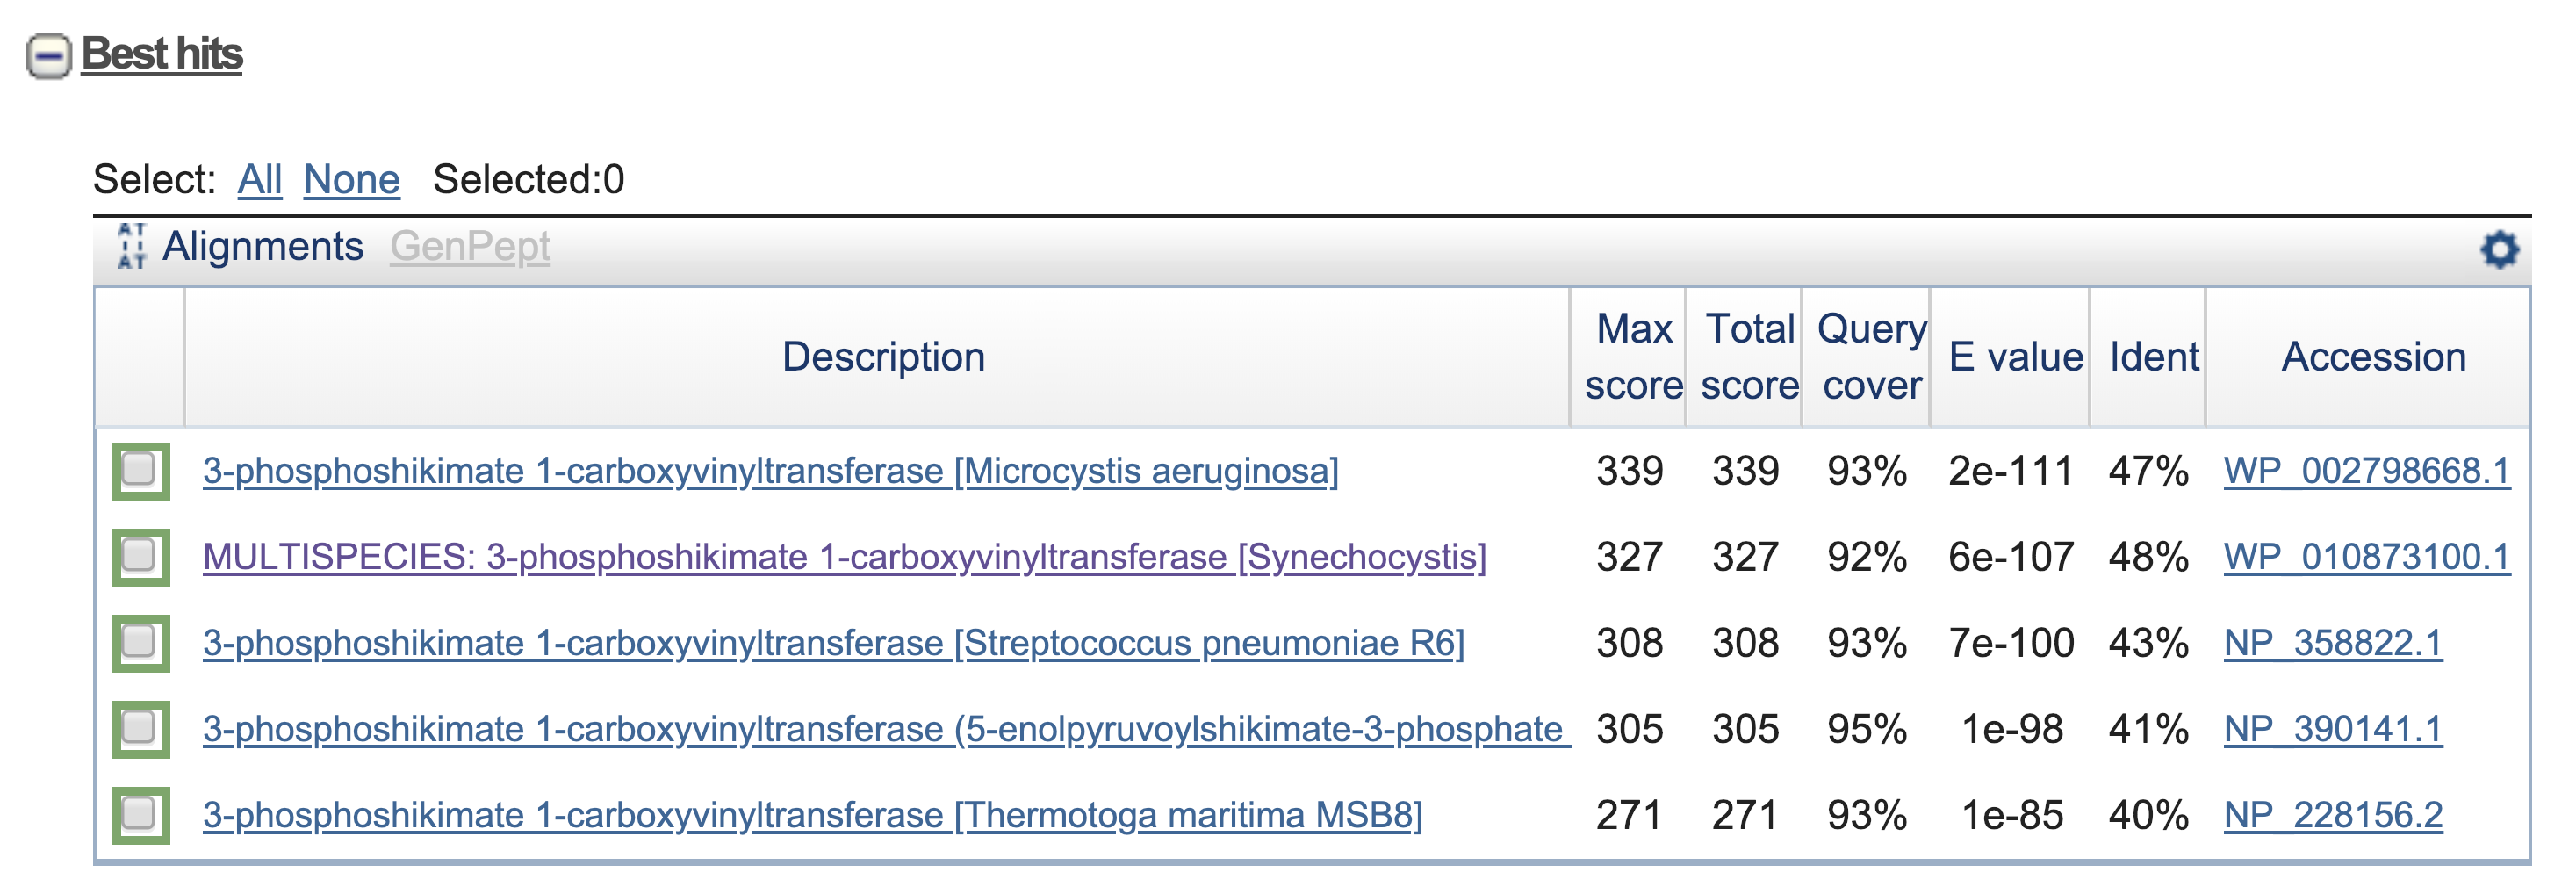 Best hits
Select: All None Selected:0
AT
AT
Alignments GenPept
Description Max score Total score Query cover E value Ident Accession
3-phosphoshikimate 1-carboxyvinyltransferase [Microcystis aeruginosa] 339 339 93% 2e-111 47% WP_002798668.1
MULTISPECIES: 3-phosphoshikimate 1-carboxyvinyltransferase [Synechocystis] 327 327 92% 6e-107 48% WP_010873100.1
3-phosphoshikimate 1-carboxyvinyltransferase [Streptococcus pneumoniae R6] 308 308 93% 7e-100 43% NP_358822.1
3-phosphoshikimate 1-carboxyvinyltransferase (5-enolpyruvoylshikimate-3-phosphate 305 305 95% 1e-98 41% NP_390141.1
3-phosphoshikimate 1-carboxyvinyltransferase [Thermotoga maritima MSB8] 271 271 93% 1e-85 40% NP_228156.2